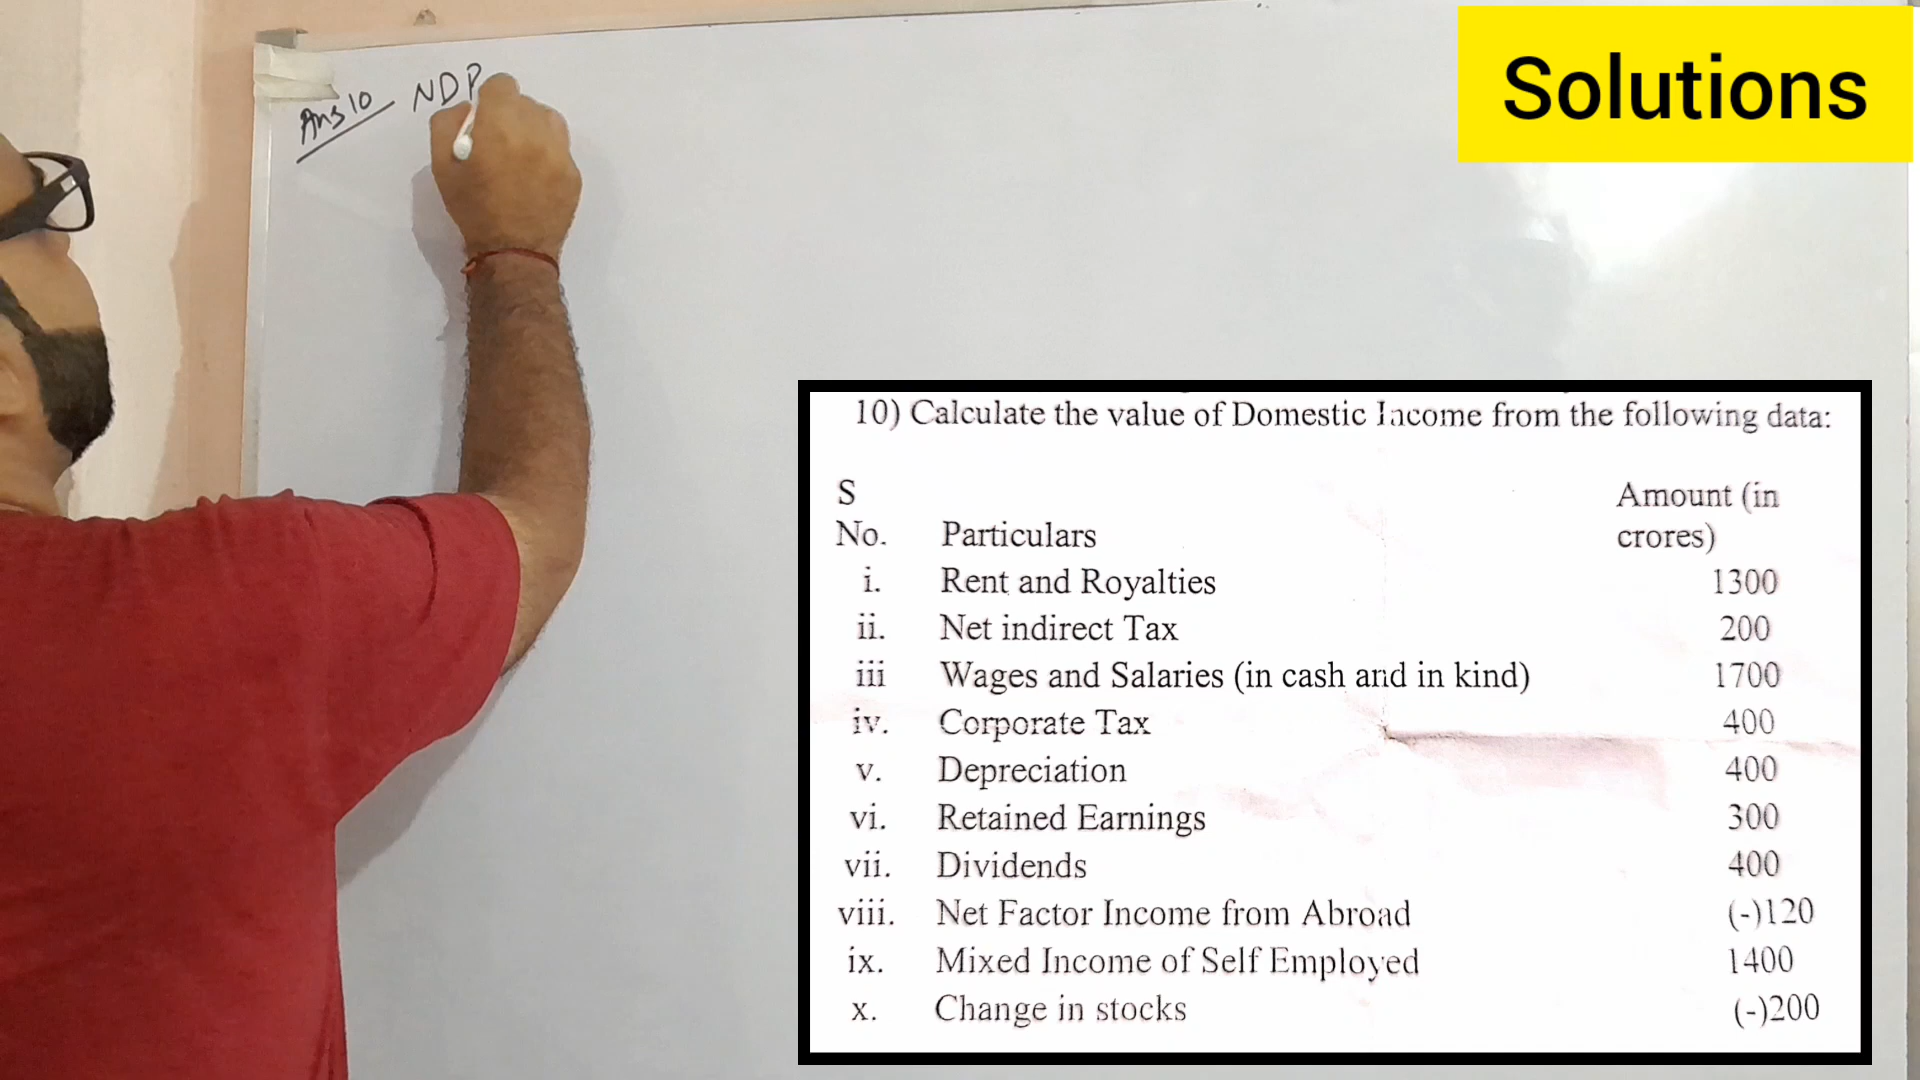 Ans 10 NDP
Solutions
10) Calculate the value of Domestic Income from the following data:
S No. Particulars Amount (in crores)
i. Rent and Royalties 1300
ii. Net indirect Tax 200
iii Wages and Salaries (in cash and in kind) 1700
iv. Corporate Tax 400
v. Depreciation 400
vi. Retained Earnings 300
vii. Dividends 400
viii. Net Factor Income from Abroad (-)120
ix. Mixed Income of Self Employed 1400
x. Change in stocks (-)200